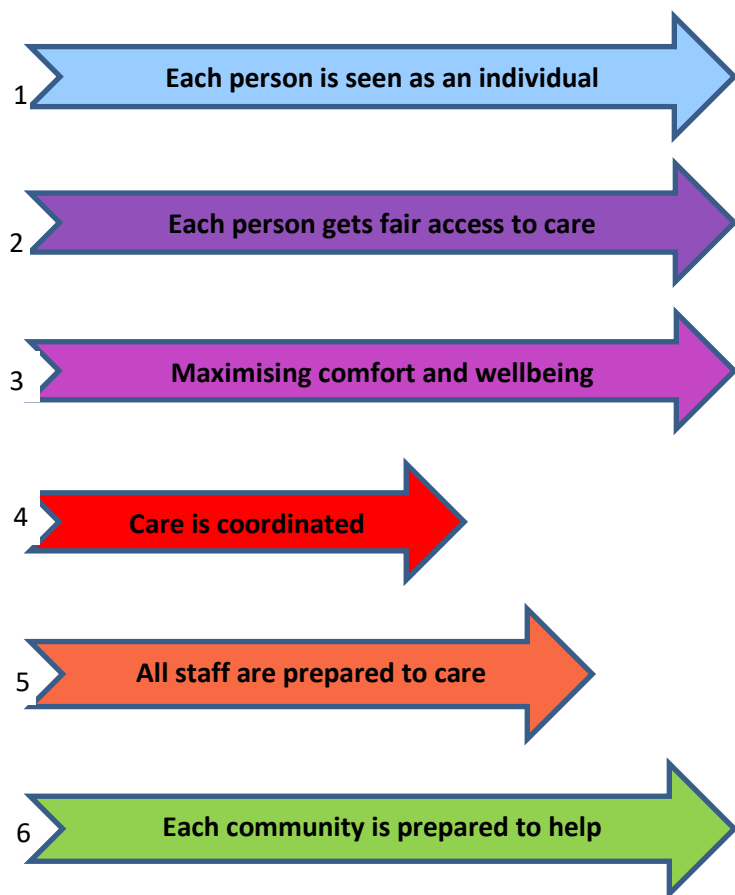 1 Each person is seen as an individual
2 Each person gets fair access to care
3 Maximising comfort and wellbeing
4 Care is coordinated
5 All staff are prepared to care
6 Each community is prepared to help